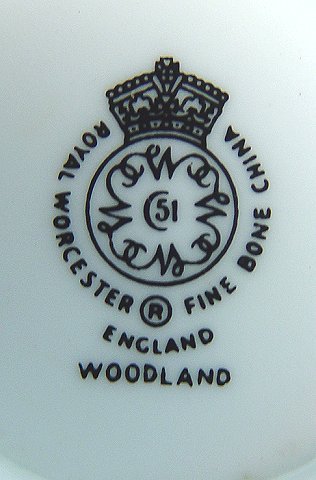 ROYAL WORCESTER ® FINE BONE CHINA
C51
ENGLAND
WOODLAND